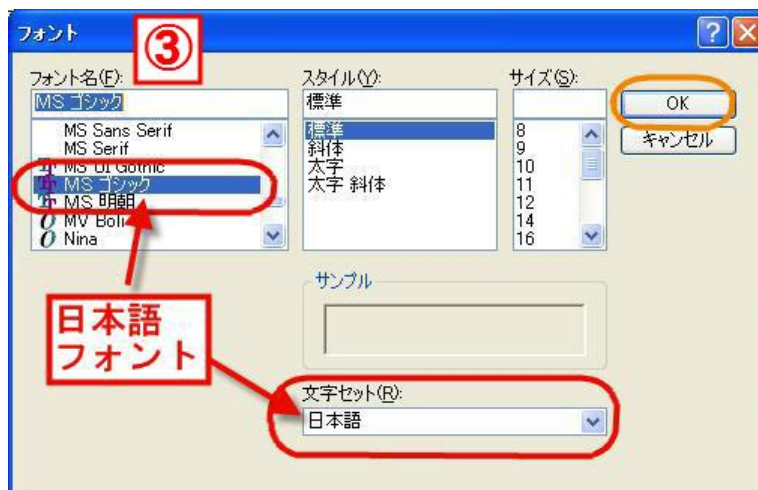 フォント
③
フォント名(F):
MS ゴシック
MS Sans Serif
MS Serif
MS UI Gothic
MS ゴシック
MS 明朝
MV Boli
Nina
スタイル(Y):
標準
標準
斜体
太字
太字 斜体
サイズ(S):
8
9
10
11
12
14
16
OK
キャンセル
サンプル
日本語
フォント
文字セット(R):
日本語